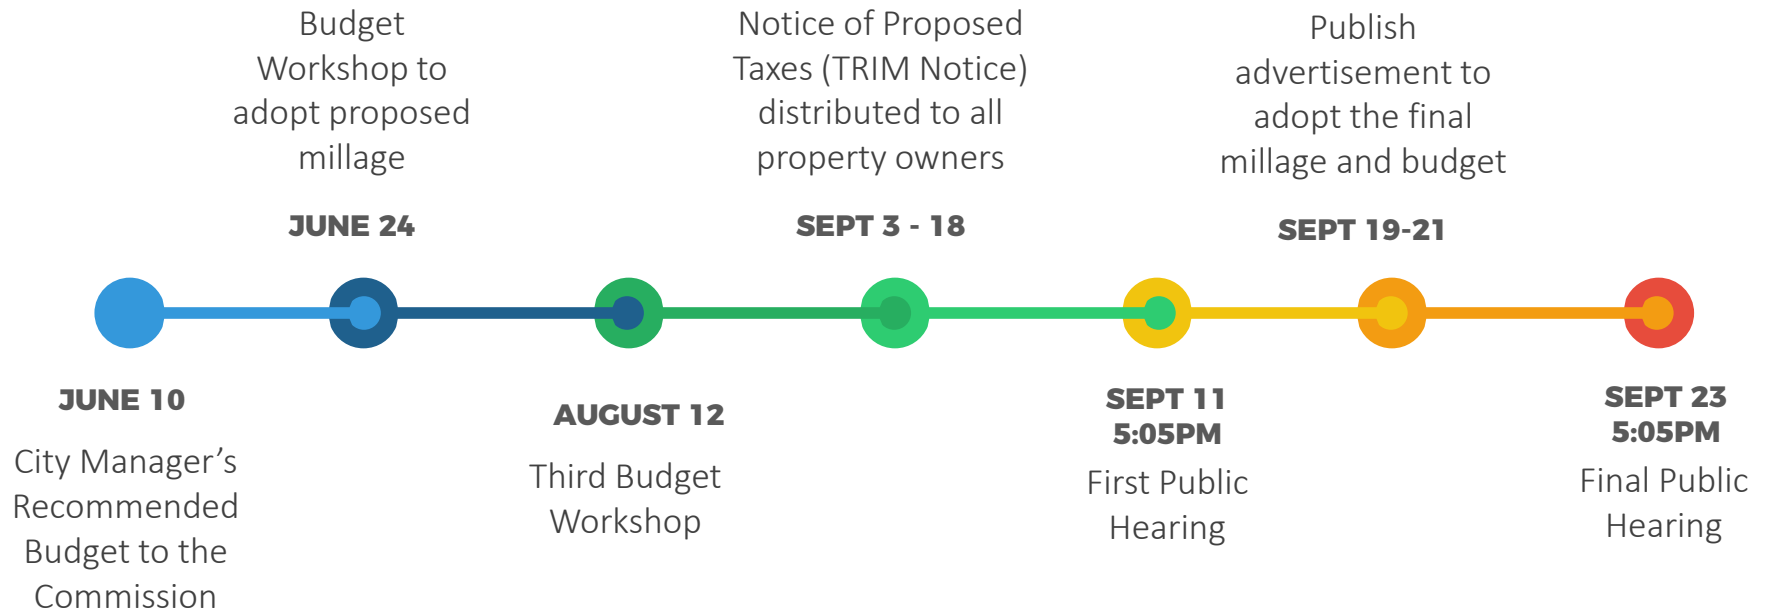 Budget
Workshop to
adopt proposed
millage
JUNE 24
Notice of Proposed
Taxes (TRIM Notice)
distributed to all
property owners
SEPT 3 - 18
Publish
advertisement to
adopt the final
millage and budget
SEPT 19-21
JUNE 10
City Manager’s
Recommended
Budget to the
Commission
AUGUST 12
Third Budget
Workshop
SEPT 11
5:05PM
First Public
Hearing
SEPT 23
5:05PM
Final Public
Hearing